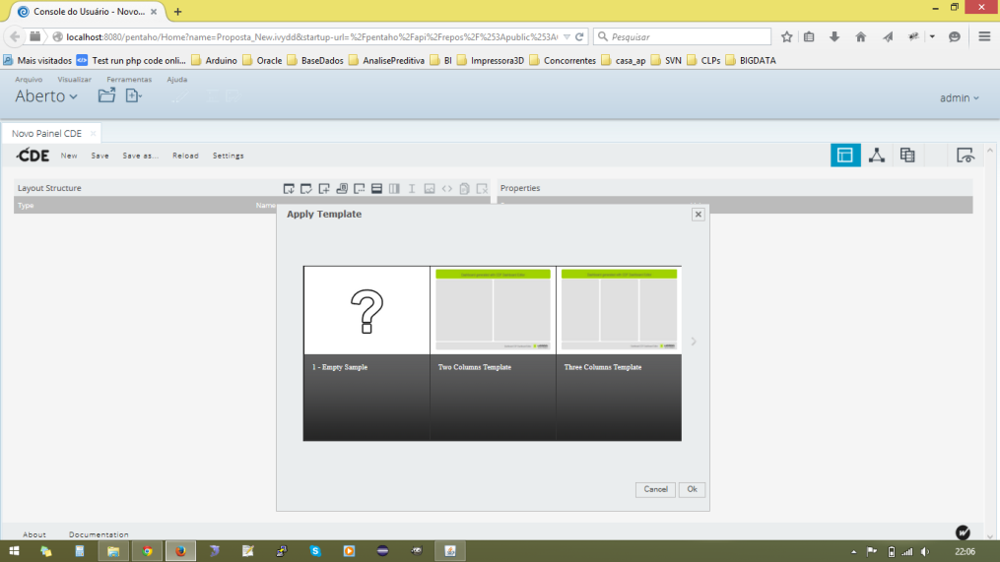 Console do Usuário - Novo...
localhost:8080/pentaho/Home?name=Proposta_New.ivydd&startup-url=%2Fpentaho%2Fapi%2Frepos%2F%253Apublic%253A
Pesquisar
Mais visitados
Test run php code onli...
Arduino
Oracle
BaseDados
AnalisePreditiva
BI
Impressora3D
Concorrentes
casa_ap
SVN
CLPs
BIGDATA
Arquivo Visualizar Ferramentas Ajuda
Aberto
admin
Novo Painel CDE
CDE New Save Save as... Reload Settings
Layout Structure
Properties
Type
Name
Apply Template
1 - Empty Sample
Two Columns Template
Three Columns Template
Cancel Ok
About Documentation
22:06